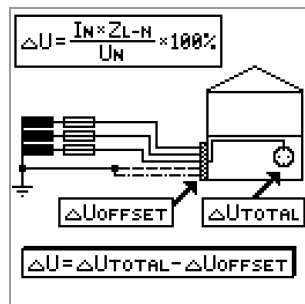 △U=IN×ZL-N/UN×100%
△UOFFSET
△UTOTAL
△U=△UTOTAL-△UOFFSET